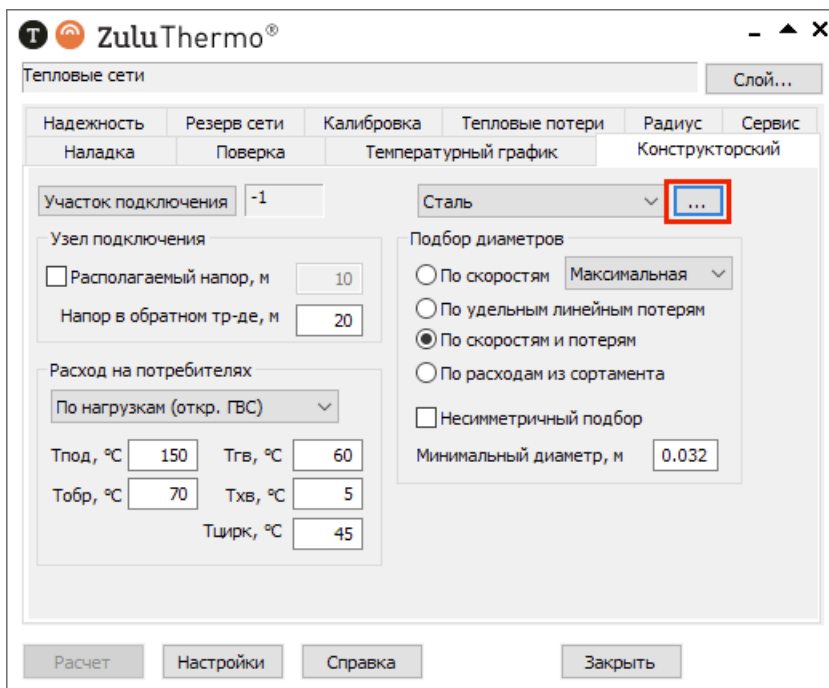 T ZuluThermo®
Тепловые сети
Слой...
Надежность Резерв сети Калибровка Тепловые потери Радиус Сервис
Наладка Поверка Температурный график Конструкторский
Участок подключения -1 Сталь ...
Узел подключения
Располагаемый напор, м 10
Напор в обратном тр-де, м 20
Расход на потребителях
По нагрузкам (откр. ГВС)
Тпод, °C 150 Тгв, °C 60
Тобр, °C 70 Тхв, °C 5
Тцирк, °C 45
Подбор диаметров
По скоростям Максимальная
По удельным линейным потерям
По скоростям и потерям
По расходам из сортамента
Несимметричный подбор
Минимальный диаметр, м 0.032
Расчет Настройки Справка Закрыть